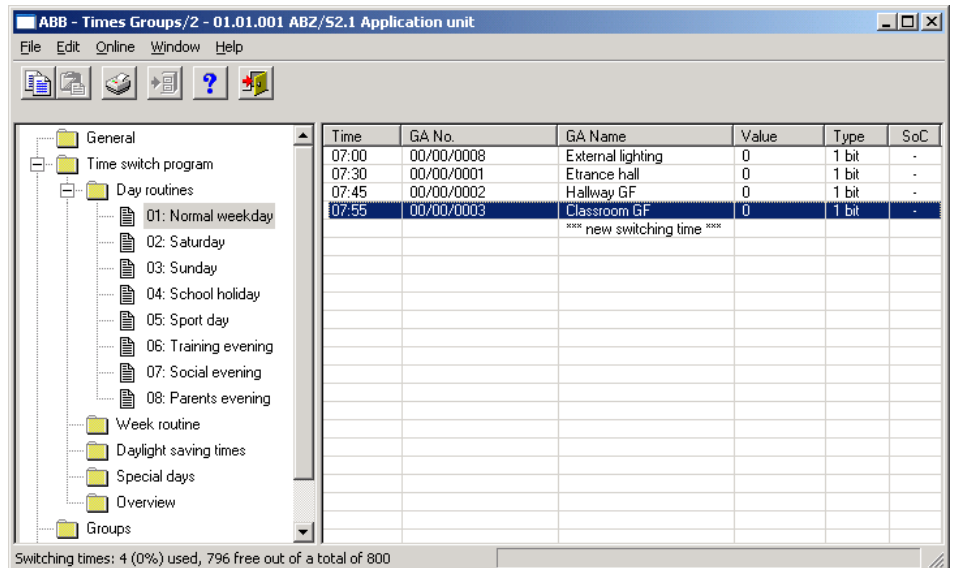 ABB - Times Groups/2 - 01.01.001 ABZ/S2.1 Application unit
File Edit Online Window Help
General
Time switch program
Day routines
01: Normal weekday
02: Saturday
03: Sunday
04: School holiday
05: Sport day
06: Training evening
07: Social evening
08: Parents evening
Week routine
Daylight saving times
Special days
Overview
Groups
Time GA No. GA Name Value Type SoC
07:00 00/00/0008 External lighting 0 1 bit -
07:30 00/00/0001 Etrance hall 0 1 bit -
07:45 00/00/0002 Hallway GF 0 1 bit -
07:55 00/00/0003 Classroom GF 0 1 bit -
*** new switching time ***
Switching times: 4 (0%) used, 796 free out of a total of 800